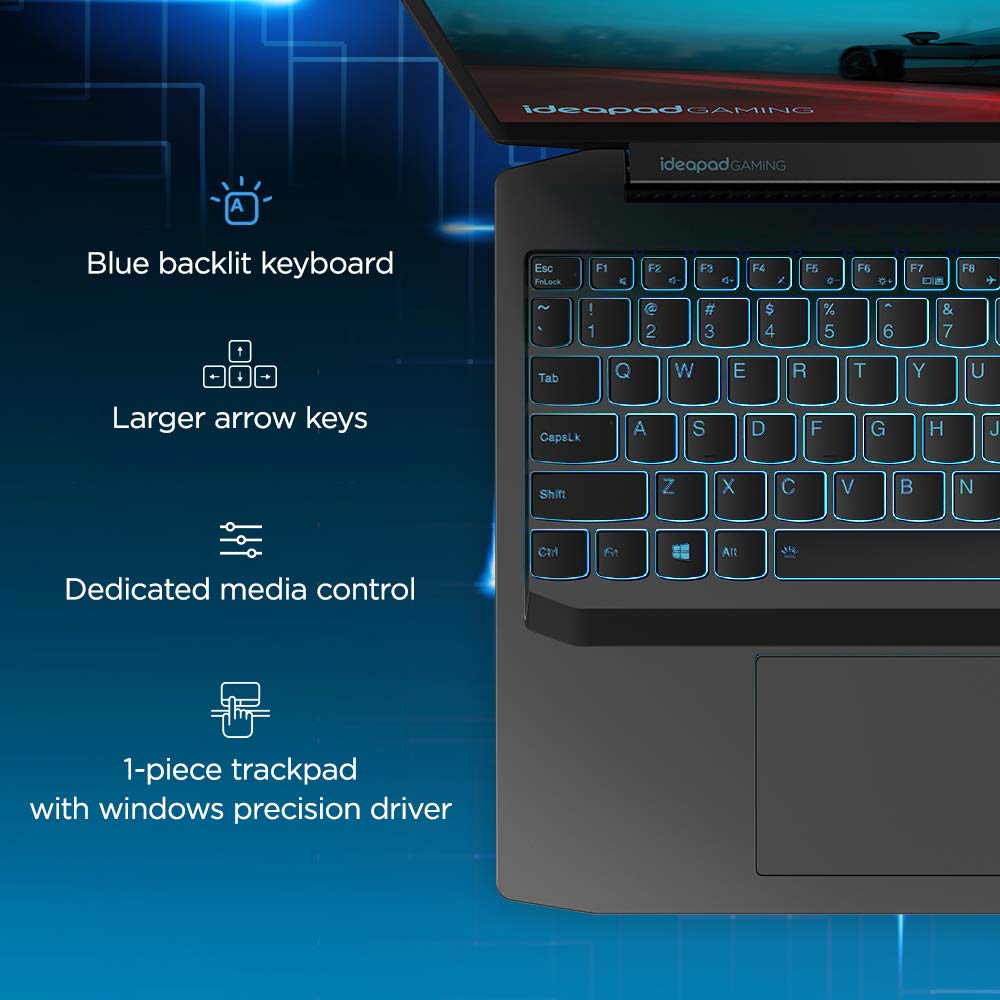 ideapad GAMING
ideapad GAMING
A
Blue backlit keyboard
Larger arrow keys
Dedicated media control
1-piece trackpad
with windows precision driver
Esc F1 F2 F3 F4 F5 F6 F7 F8
FnLock
~ ! @ # $ % ^ &
` 1 2 3 4 5 6 7
Tab Q W E R T Y U
CapsLk A S D F G H J
Shift Z X C V B N
Ctrl Fn Alt